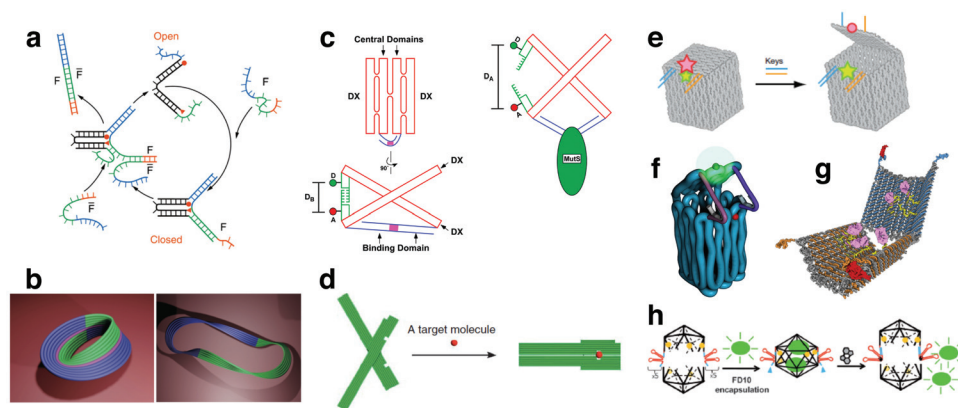 a
Open
F
F̄
F
F
F̄
F̄
F
Closed
b
c
Central Domains
DX
DX
90°
D
D_B
A
DX
DX
Binding Domain
D
D_A
A
MutS
d
A target molecule
e
Keys
f
g
h
FD10
encapsulation